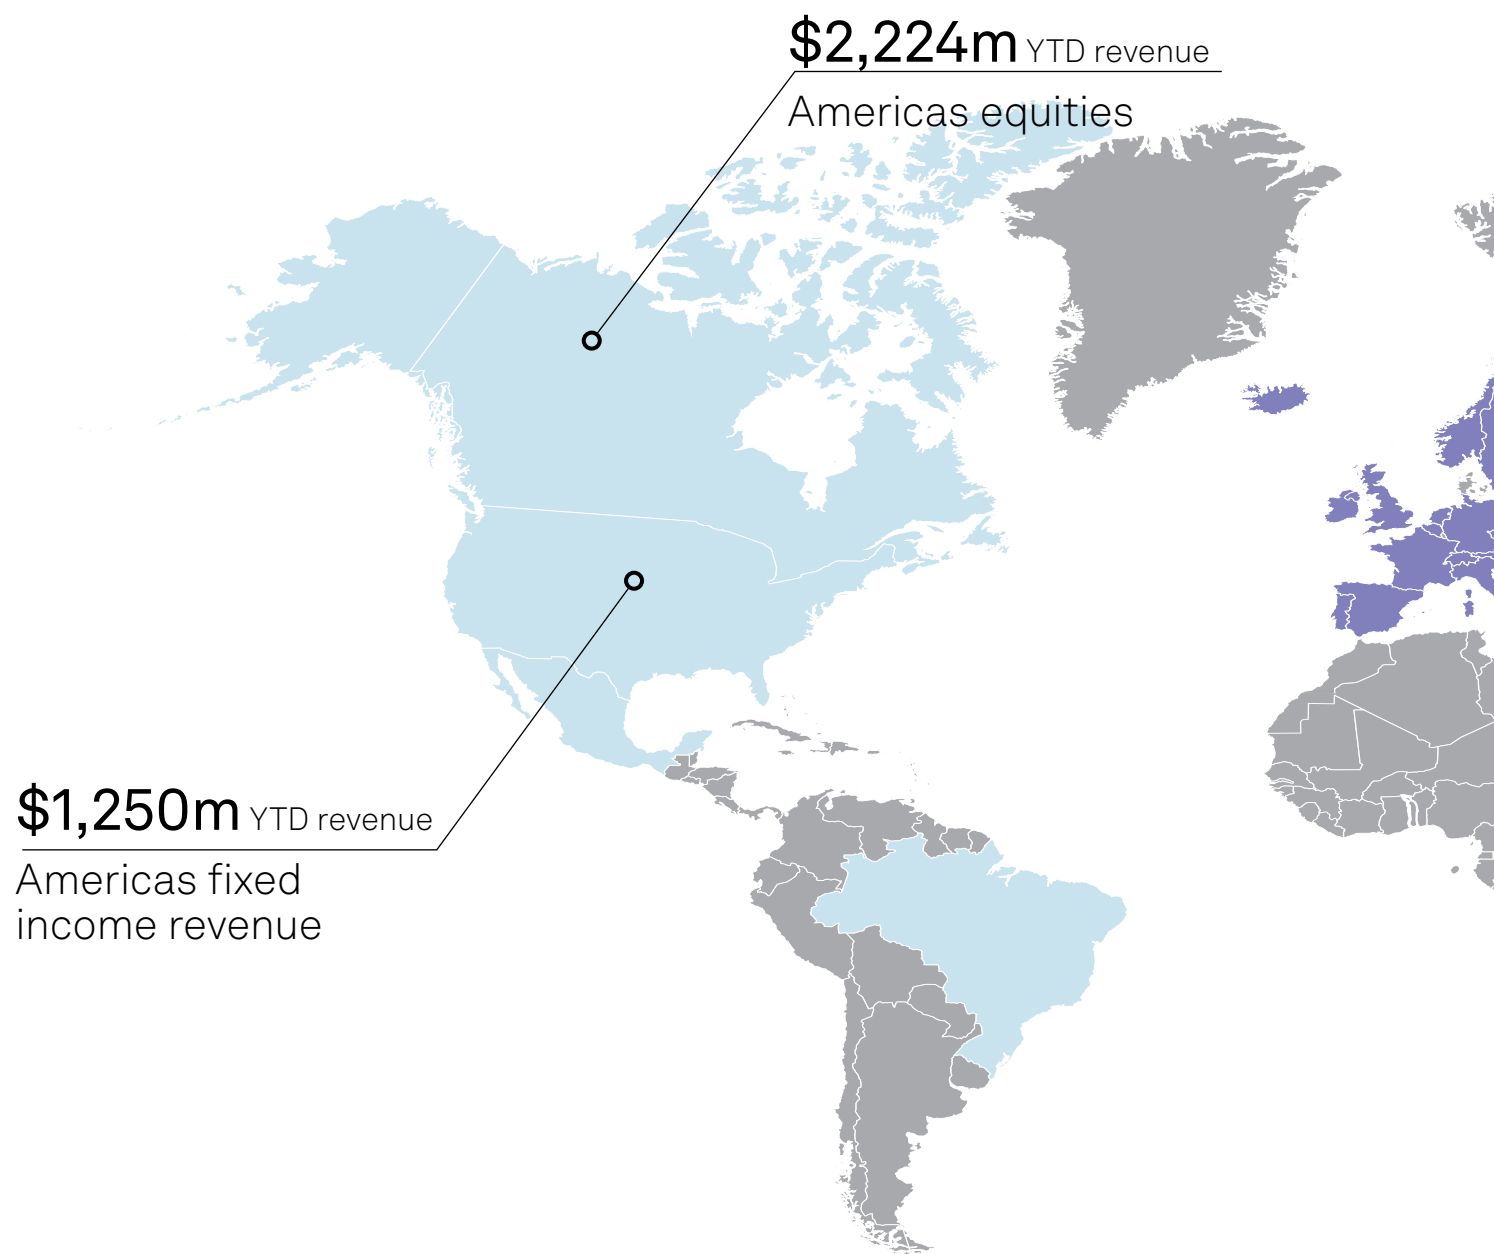 $2,224m YTD revenue
Americas equities
$1,250m YTD revenue
Americas fixed
income revenue